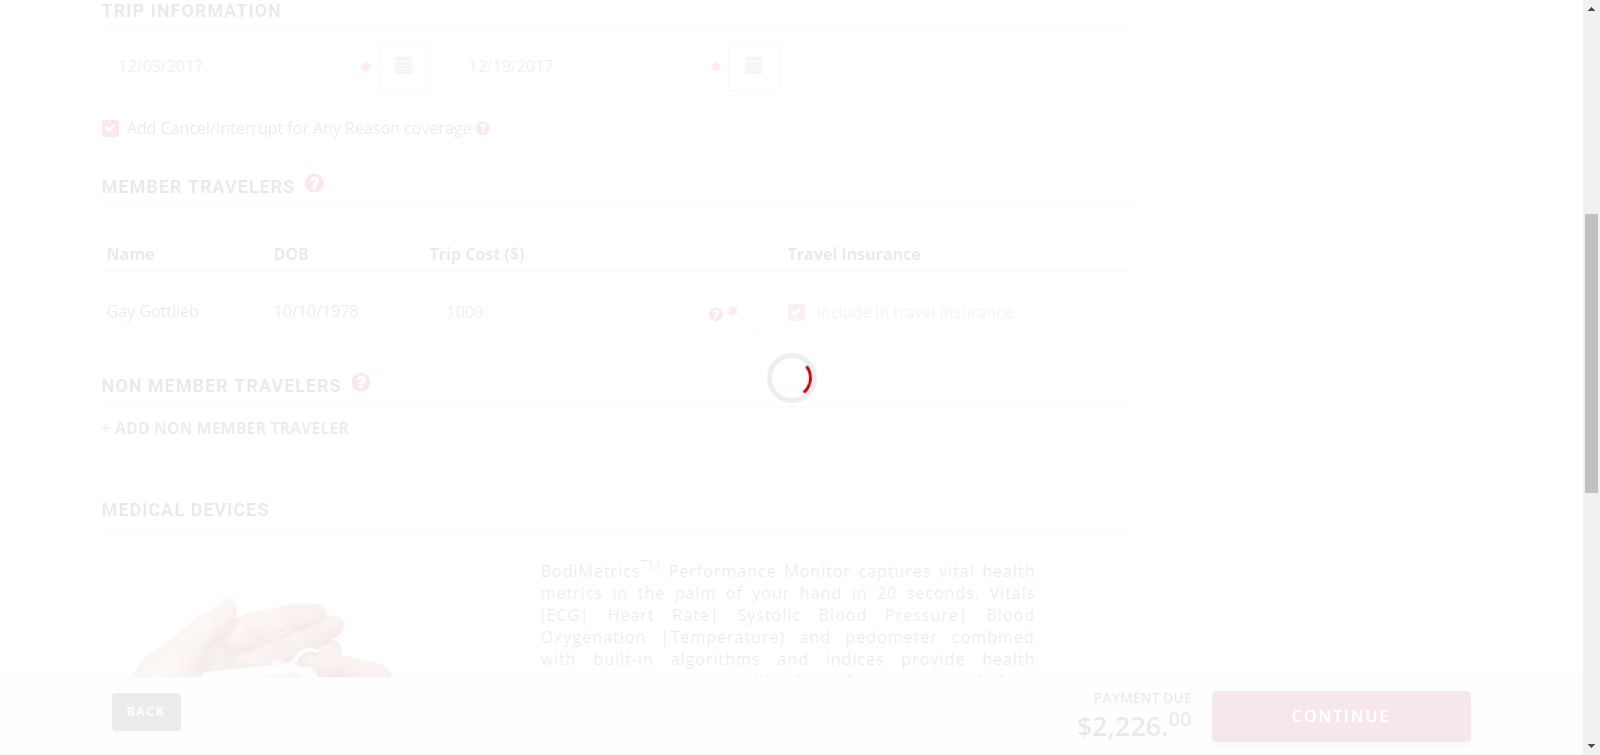 TRIP INFORMATION
12/05/2017 * 12/19/2017 *
Add Cancel/Interrupt for Any Reason coverage ?
MEMBER TRAVELERS ?
Name DOB Trip Cost ($) Travel Insurance
Gay Gottlieb 10/10/1978 1000 ? * Include in travel insurance
NON MEMBER TRAVELERS ?
+ ADD NON MEMBER TRAVELER
MEDICAL DEVICES
BodiMetrics™ Performance Monitor captures vital health
metrics in the palm of your hand in 20 seconds. Vitals
(ECG| Heart Rate| Systolic Blood Pressure| Blood
Oxygenation |Temperature) and pedometer combined
with built-in algorithms and indices provide health
BACK
PAYMENT DUE
$2,226.00
CONTINUE